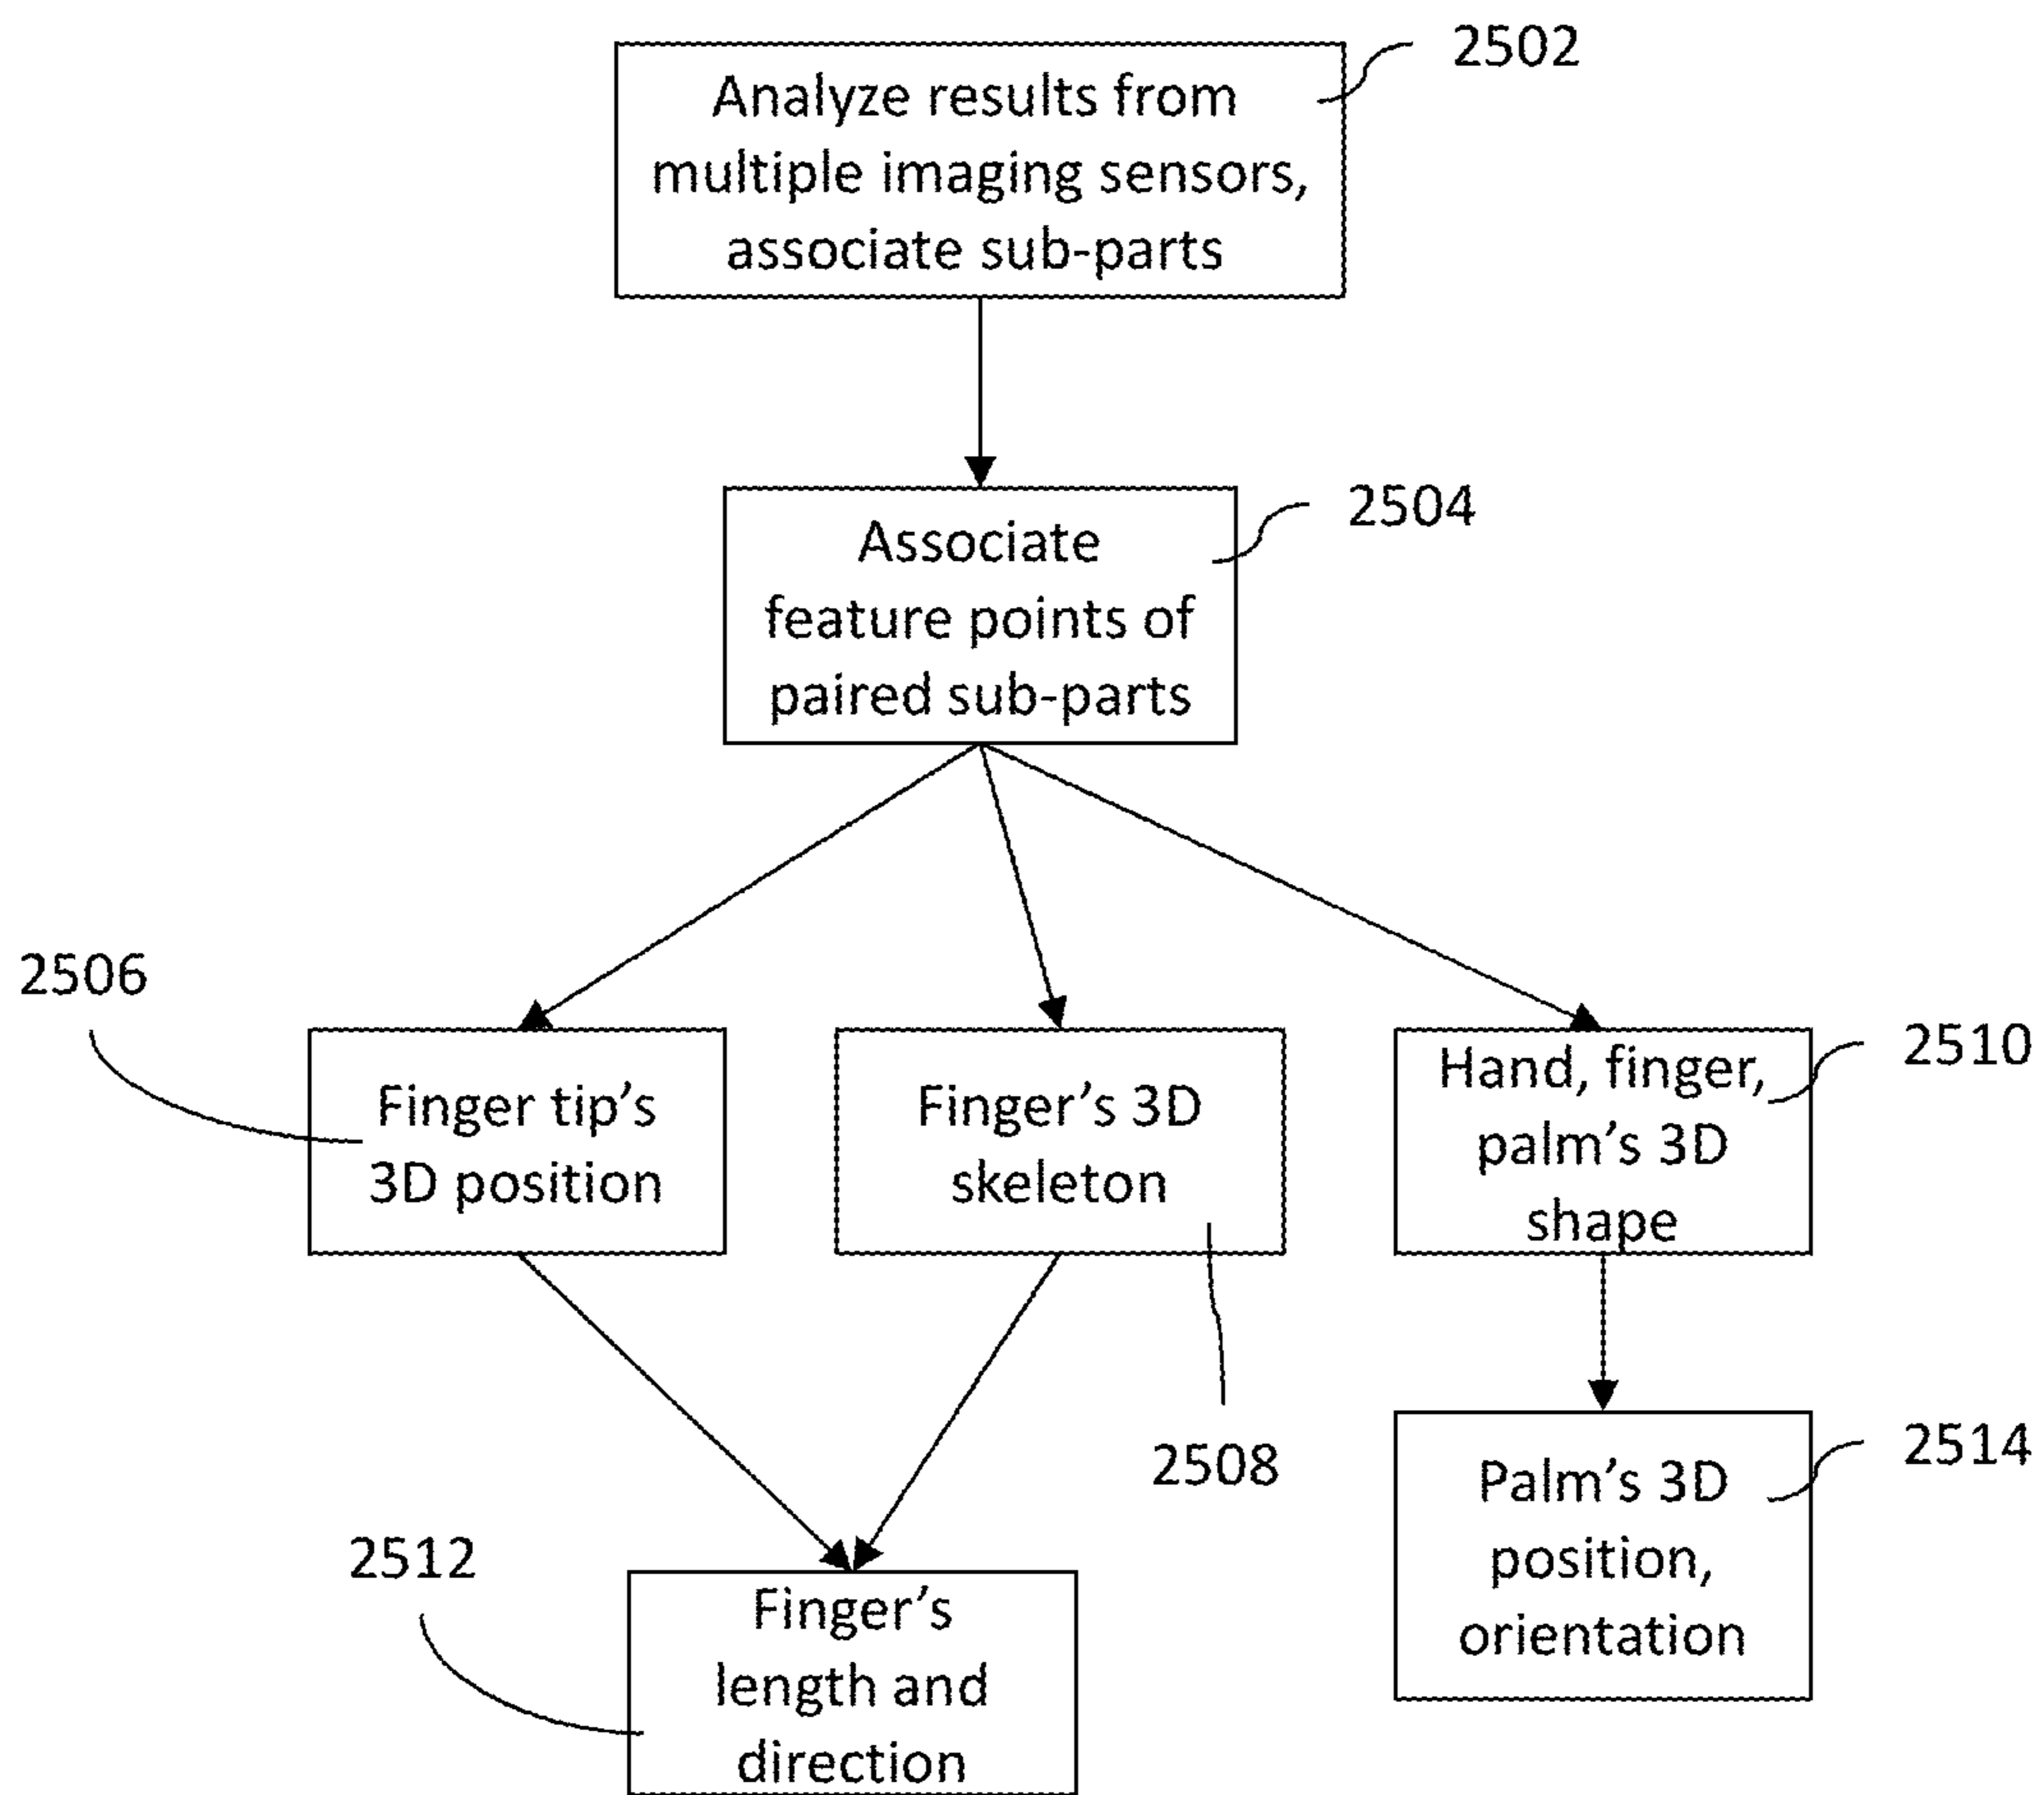 2502
Analyze results from
multiple imaging sensors,
associate sub-parts
2504
Associate
feature points of
paired sub-parts
2506
Finger tip's
3D position
Finger's 3D
skeleton
2508
2510
Hand, finger,
palm's 3D
shape
2512
Finger's
length and
direction
2514
Palm's 3D
position,
orientation